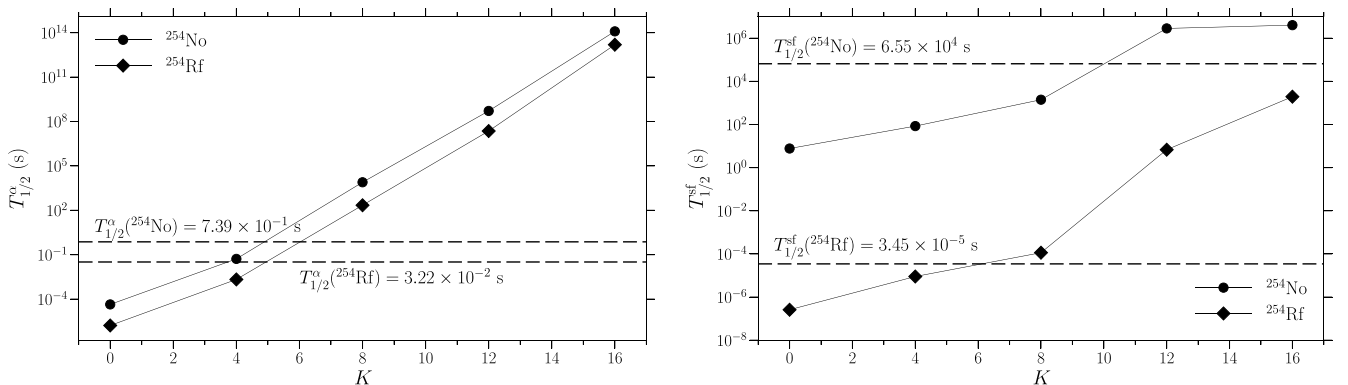 10^14
10^11
10^8
10^5
10^2
10^−1
10^−4
T^α_1/2 (s)
^254No
^254Rf
T^α_1/2(^254No) = 7.39 × 10^−1 s
T^α_1/2(^254Rf) = 3.22 × 10^−2 s
0 2 4 6 8 10 12 14 16
K
10^6
10^4
10^2
10^0
10^−2
10^−4
10^−6
10^−8
T^sf_1/2 (s)
T^sf_1/2(^254No) = 6.55 × 10^4 s
T^sf_1/2(^254Rf) = 3.45 × 10^−5 s
^254No
^254Rf
0 2 4 6 8 10 12 14 16
K